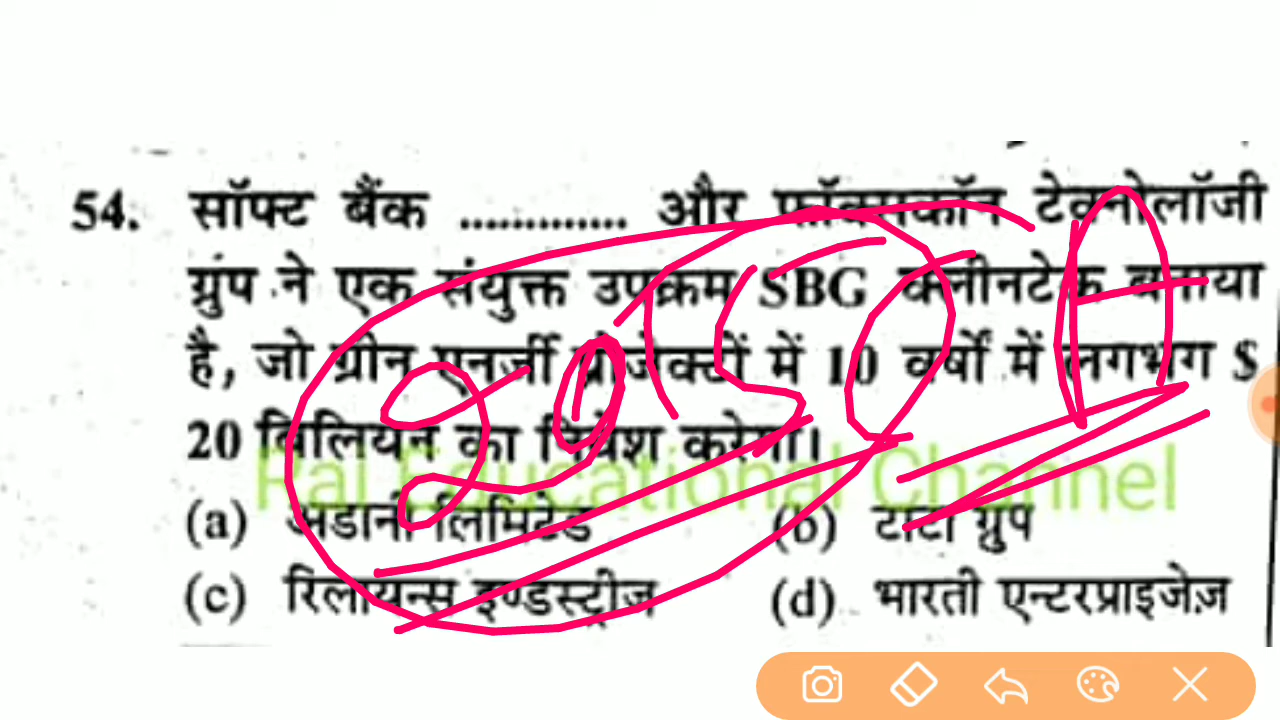 54. सॉफ्ट बैंक ............. और फॉक्सकॉन टेक्नोलॉजी
ग्रुप ने एक संयुक्त उपक्रम SBG क्लीनटेक बनाया
है, जो ग्रीन एनर्जी प्रोजेक्टों में 10 वर्षों में लगभग $
20 बिलियन का निवेश करेगा।
Rai Educational Channel
(a) अडानी लिमिटेड (b) टाटा ग्रुप
(c) रिलायन्स इण्डस्ट्रीज (d) भारती एन्टरप्राइजेज़